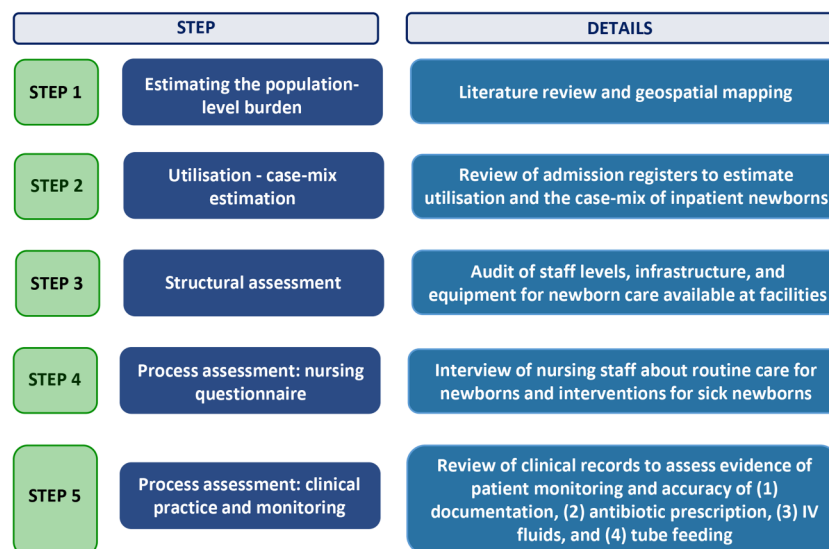 STEP
DETAILS
STEP 1
Estimating the population-
level burden
Literature review and geospatial mapping
STEP 2
Utilisation - case-mix
estimation
Review of admission registers to estimate
utilisation and the case-mix of inpatient newborns
STEP 3
Structural assessment
Audit of staff levels, infrastructure, and
equipment for newborn care available at facilities
STEP 4
Process assessment: nursing
questionnaire
Interview of nursing staff about routine care for
newborns and interventions for sick newborns
STEP 5
Process assessment: clinical
practice and monitoring
Review of clinical records to assess evidence of
patient monitoring and accuracy of (1)
documentation, (2) antibiotic prescription, (3) IV
fluids, and (4) tube feeding